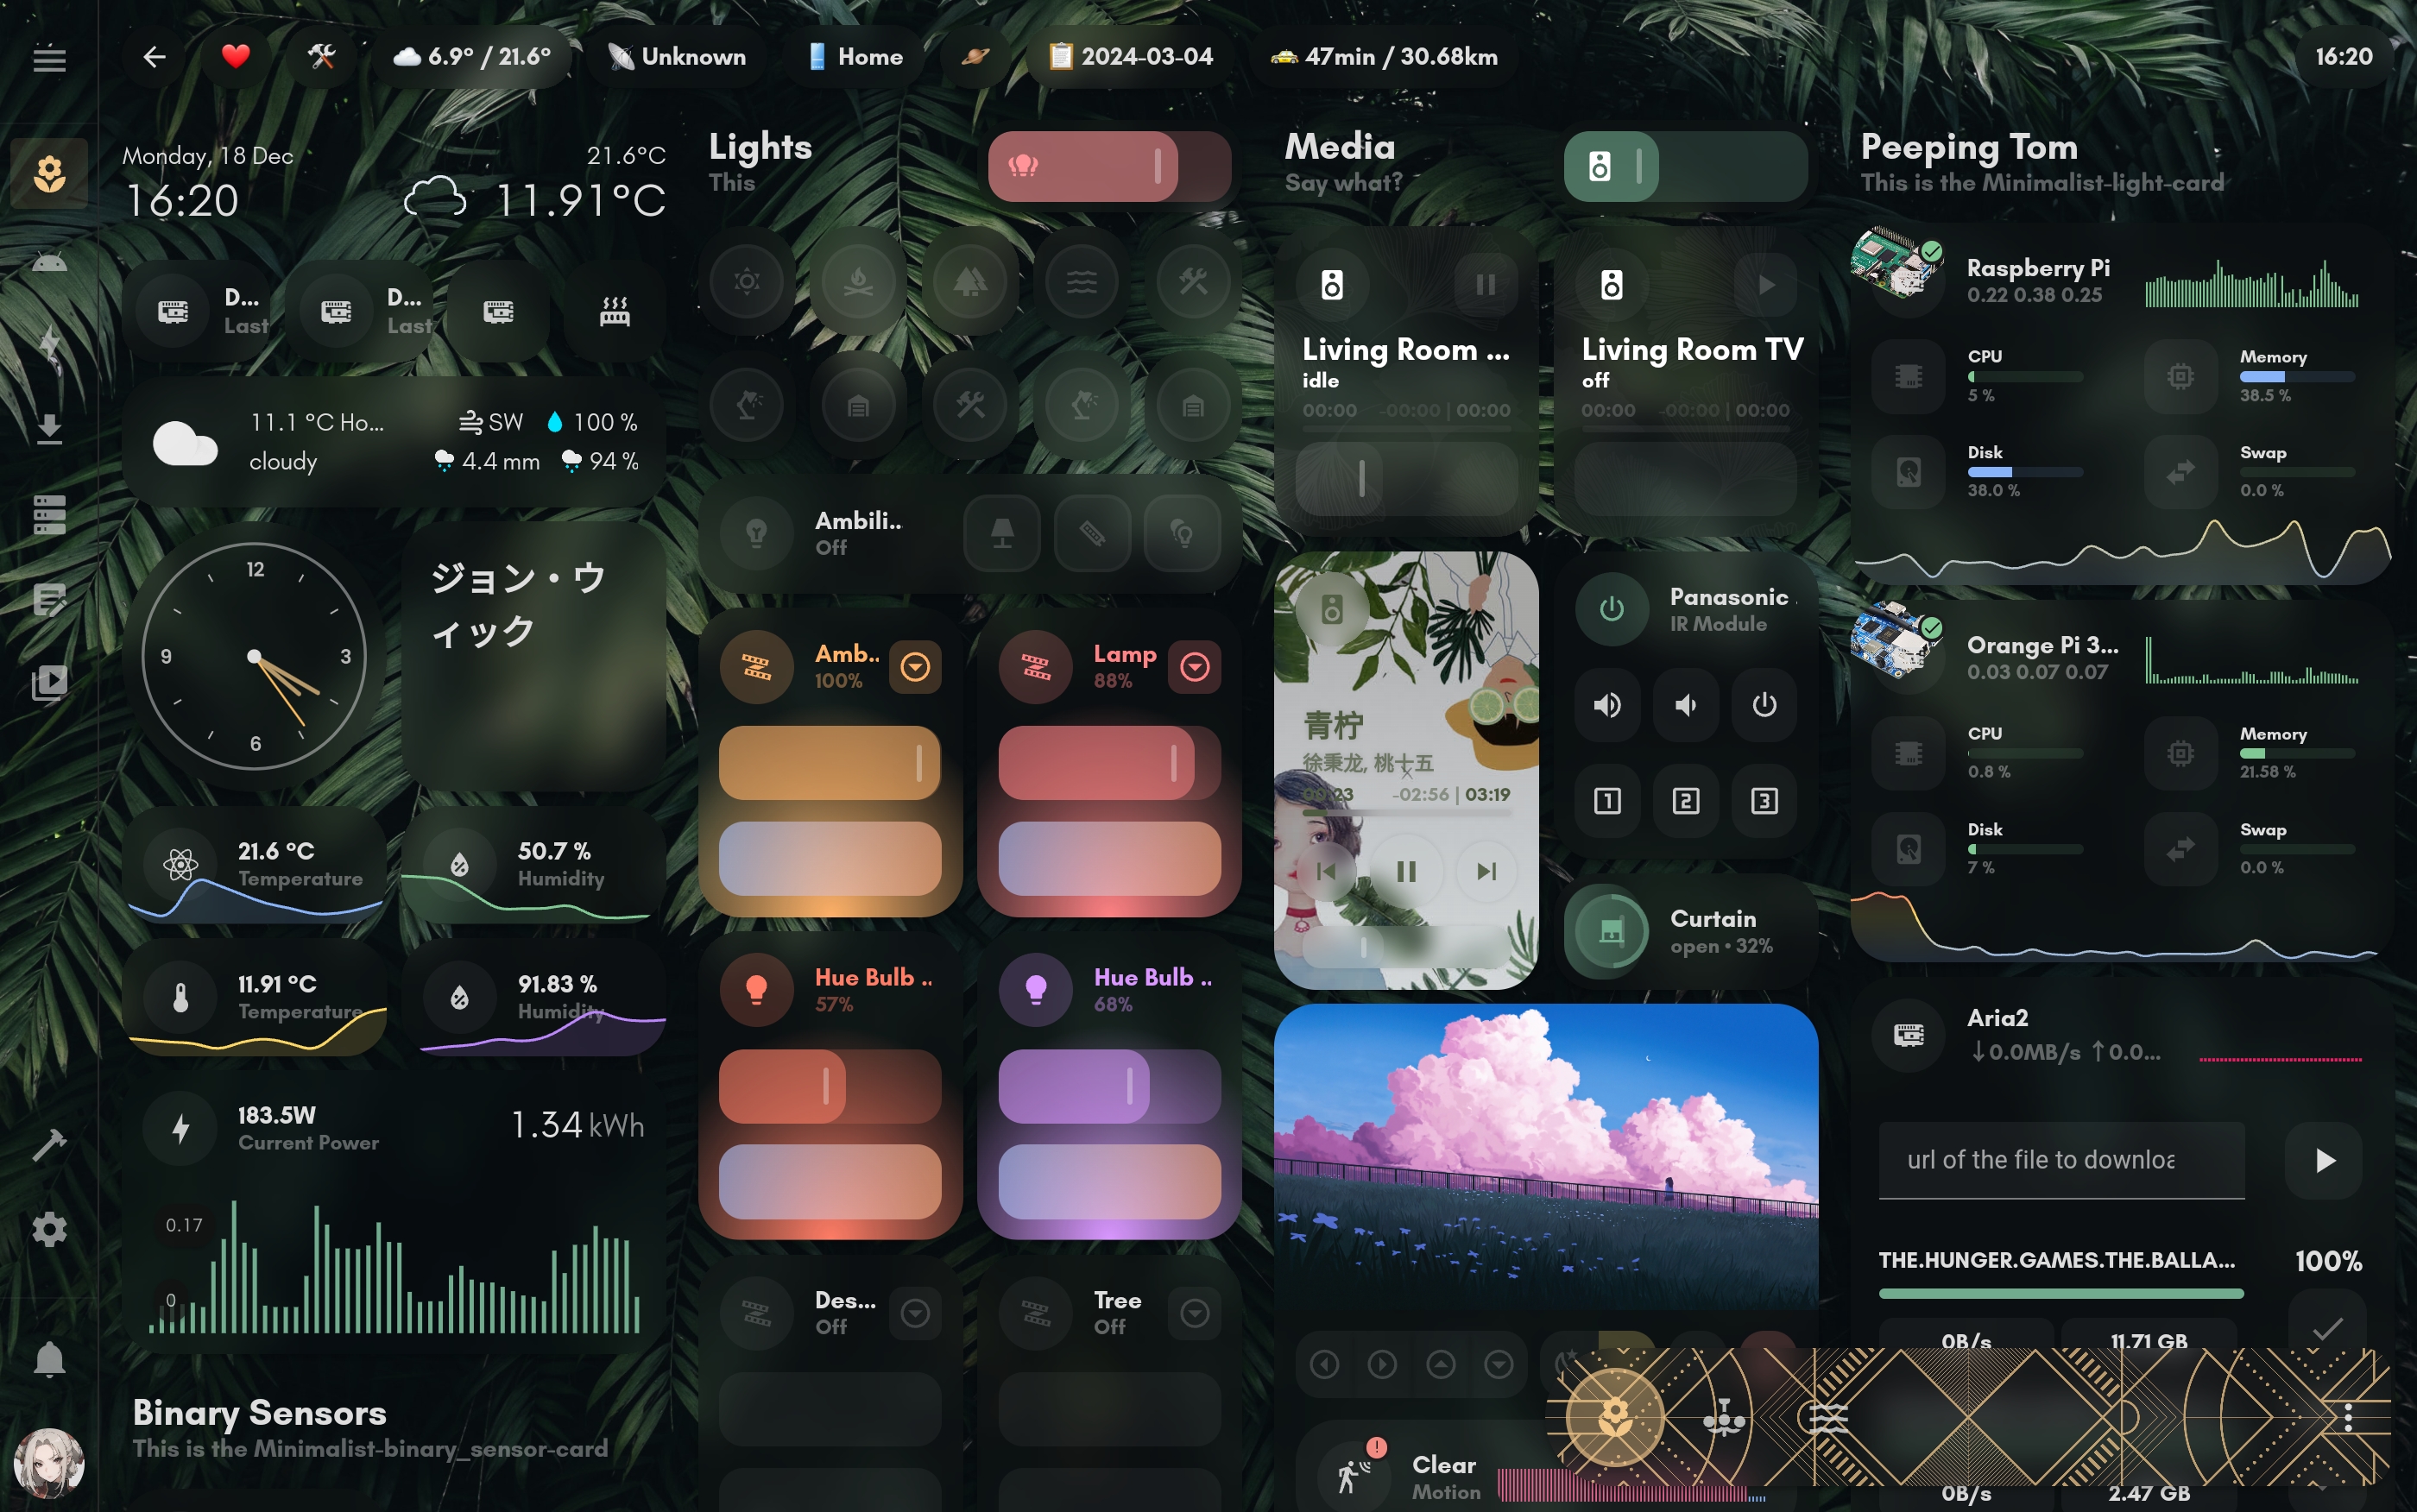 6.9° / 21.6°
Unknown
Home
2024-03-04
47min / 30.68km
16:20
Monday, 18 Dec
16:20
21.6°C
11.91°C
D...
Last
D...
Last
11.1 °C Ho...
cloudy
SW
100 %
4.4 mm
94 %
12
3
6
9
ジョン・ウ
ィック
21.6 °C
Temperature
50.7 %
Humidity
11.91 °C
Temperature
91.83 %
Humidity
183.5W
Current Power
1.34 kWh
0.17
0
Binary Sensors
This is the Minimalist-binary_sensor-card
Lights
This
Ambili..
Off
Amb..
100%
Lamp
88%
Hue Bulb ..
57%
Hue Bulb ..
68%
Des...
Off
Tree
Off
Media
Say what?
Living Room ...
idle
00:00 -00:00 | 00:00
Living Room TV
off
00:00 -00:00 | 00:00
青柠
徐秉龙, 桃十五
00:23 -02:56 | 03:19
Panasonic
IR Module
1
2
3
Curtain
open • 32%
Clear
Motion
Peeping Tom
This is the Minimalist-light-card
Raspberry Pi
0.22 0.38 0.25
CPU
5 %
Memory
38.5 %
Disk
38.0 %
Swap
0.0 %
Orange Pi 3...
0.03 0.07 0.07
CPU
0.8 %
Memory
21.58 %
Disk
7 %
Swap
0.0 %
Aria2
↓0.0MB/s ↑0.0...
url of the file to downloa
THE.HUNGER.GAMES.THE.BALLA...
100%
0B/s
11.71 GB
0B/s
2.47 GB